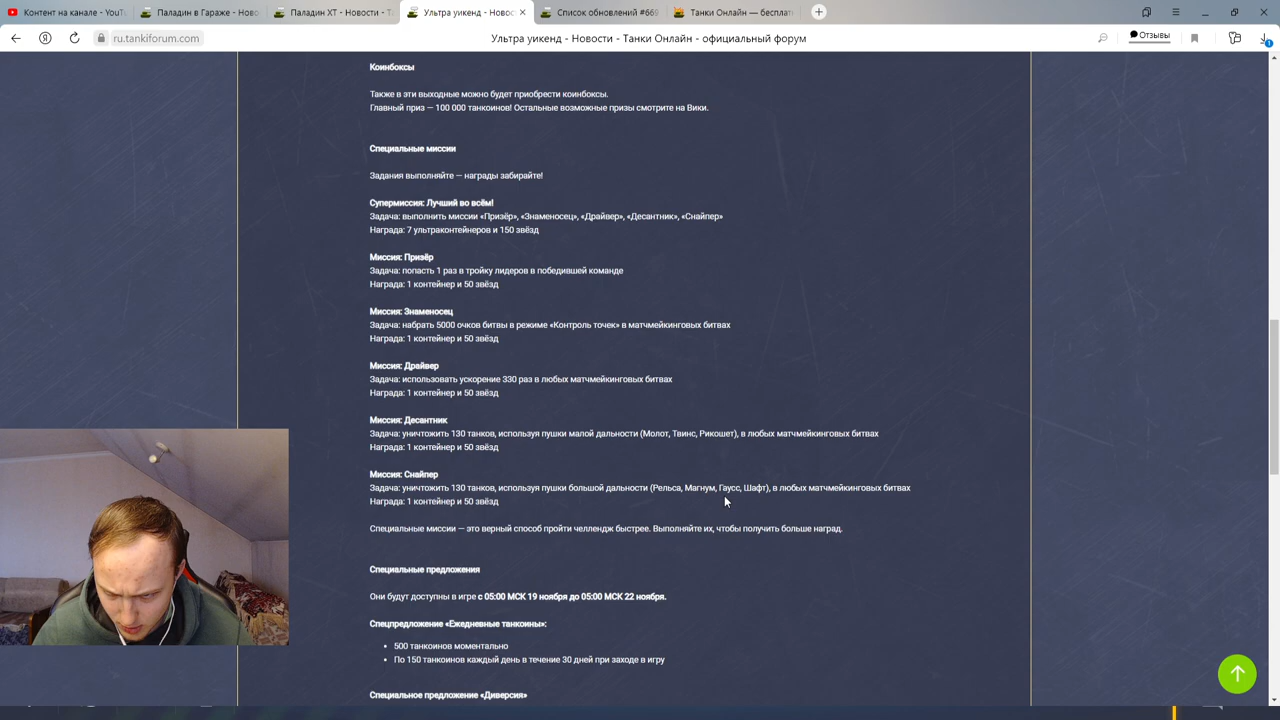 Контент на канале - YouTu
Паладин в Гараже - Ново
Паладин XT - Новости - Т
Ультра уикенд - Новос
Список обновлений #669
Танки Онлайн — бесплат
ru.tankiforum.com
Ультра уикенд - Новости - Танки Онлайн - официальный форум
Отзывы
1
Коинбоксы
Также в эти выходные можно будет приобрести коинбоксы.
Главный приз — 100 000 танкоинов! Остальные возможные призы смотрите на Вики.
Специальные миссии
Задания выполняйте — награды забирайте!
Супермиссия: Лучший во всём!
Задача: выполнить миссии «Призёр», «Знаменосец», «Драйвер», «Десантник», «Снайпер»
Награда: 7 ультраконтейнеров и 150 звёзд
Миссия: Призёр
Задача: попасть 1 раз в тройку лидеров в победившей команде
Награда: 1 контейнер и 50 звёзд
Миссия: Знаменосец
Задача: набрать 5000 очков битвы в режиме «Контроль точек» в матчмейкинговых битвах
Награда: 1 контейнер и 50 звёзд
Миссия: Драйвер
Задача: использовать ускорение 330 раз в любых матчмейкинговых битвах
Награда: 1 контейнер и 50 звёзд
Миссия: Десантник
Задача: уничтожить 130 танков, используя пушки малой дальности (Молот, Твинс, Рикошет), в любых матчмейкинговых битвах
Награда: 1 контейнер и 50 звёзд
Миссия: Снайпер
Задача: уничтожить 130 танков, используя пушки большой дальности (Рельса, Магнум, Гаусс, Шафт), в любых матчмейкинговых битвах
Награда: 1 контейнер и 50 звёзд
Специальные миссии — это верный способ пройти челлендж быстрее. Выполняйте их, чтобы получить больше наград.
Специальные предложения
Они будут доступны в игре с 05:00 МСК 19 ноября до 05:00 МСК 22 ноября.
Спецпредложение «Ежедневные танкоины»:
500 танкоинов моментально
По 150 танкоинов каждый день в течение 30 дней при заходе в игру
Специальное предложение «Диверсия»